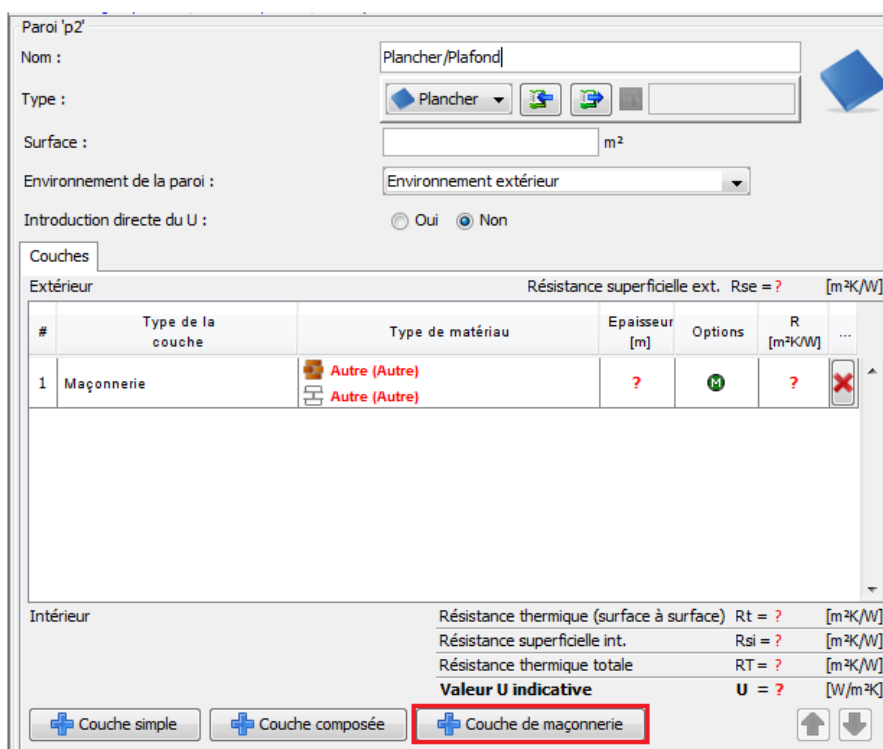 Paroi 'p2'
Nom :
Plancher/Plafond
Type :
Plancher
Surface :
m²
Environnement de la paroi :
Environnement extérieur
Introduction directe du U :
Oui
Non
Couches
Extérieur
Résistance superficielle ext. Rse = ? [m²K/W]
# Type de la couche Type de matériau Epaisseur [m] Options R [m²K/W] ...
1 Maçonnerie Autre (Autre) ? M ?
Autre (Autre)
Intérieur
Résistance thermique (surface à surface) Rt = ? [m²K/W]
Résistance superficielle int. Rsi = ? [m²K/W]
Résistance thermique totale RT = ? [m²K/W]
Valeur U indicative U = ? [W/m²K]
Couche simple
Couche composée
Couche de maçonnerie